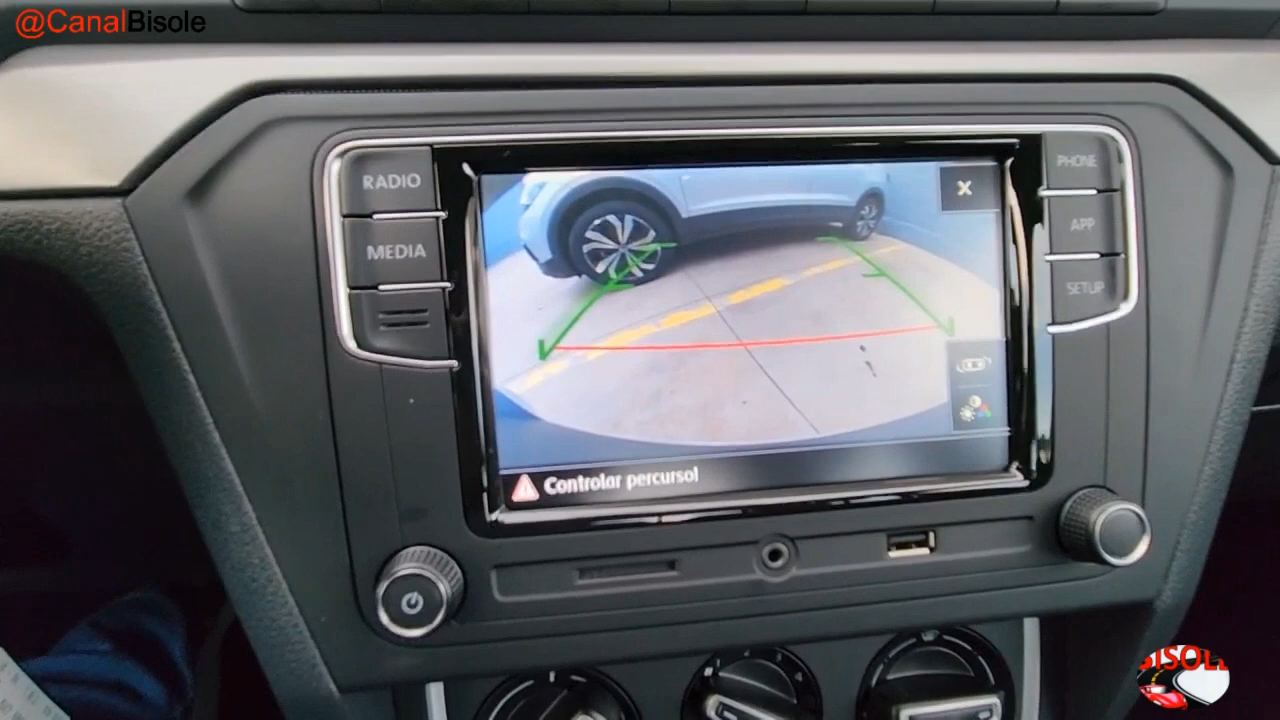 @CanalBisole
RADIO
MEDIA
PHONE
APP
SETUP
X
Controlar percurso!
BISOLE